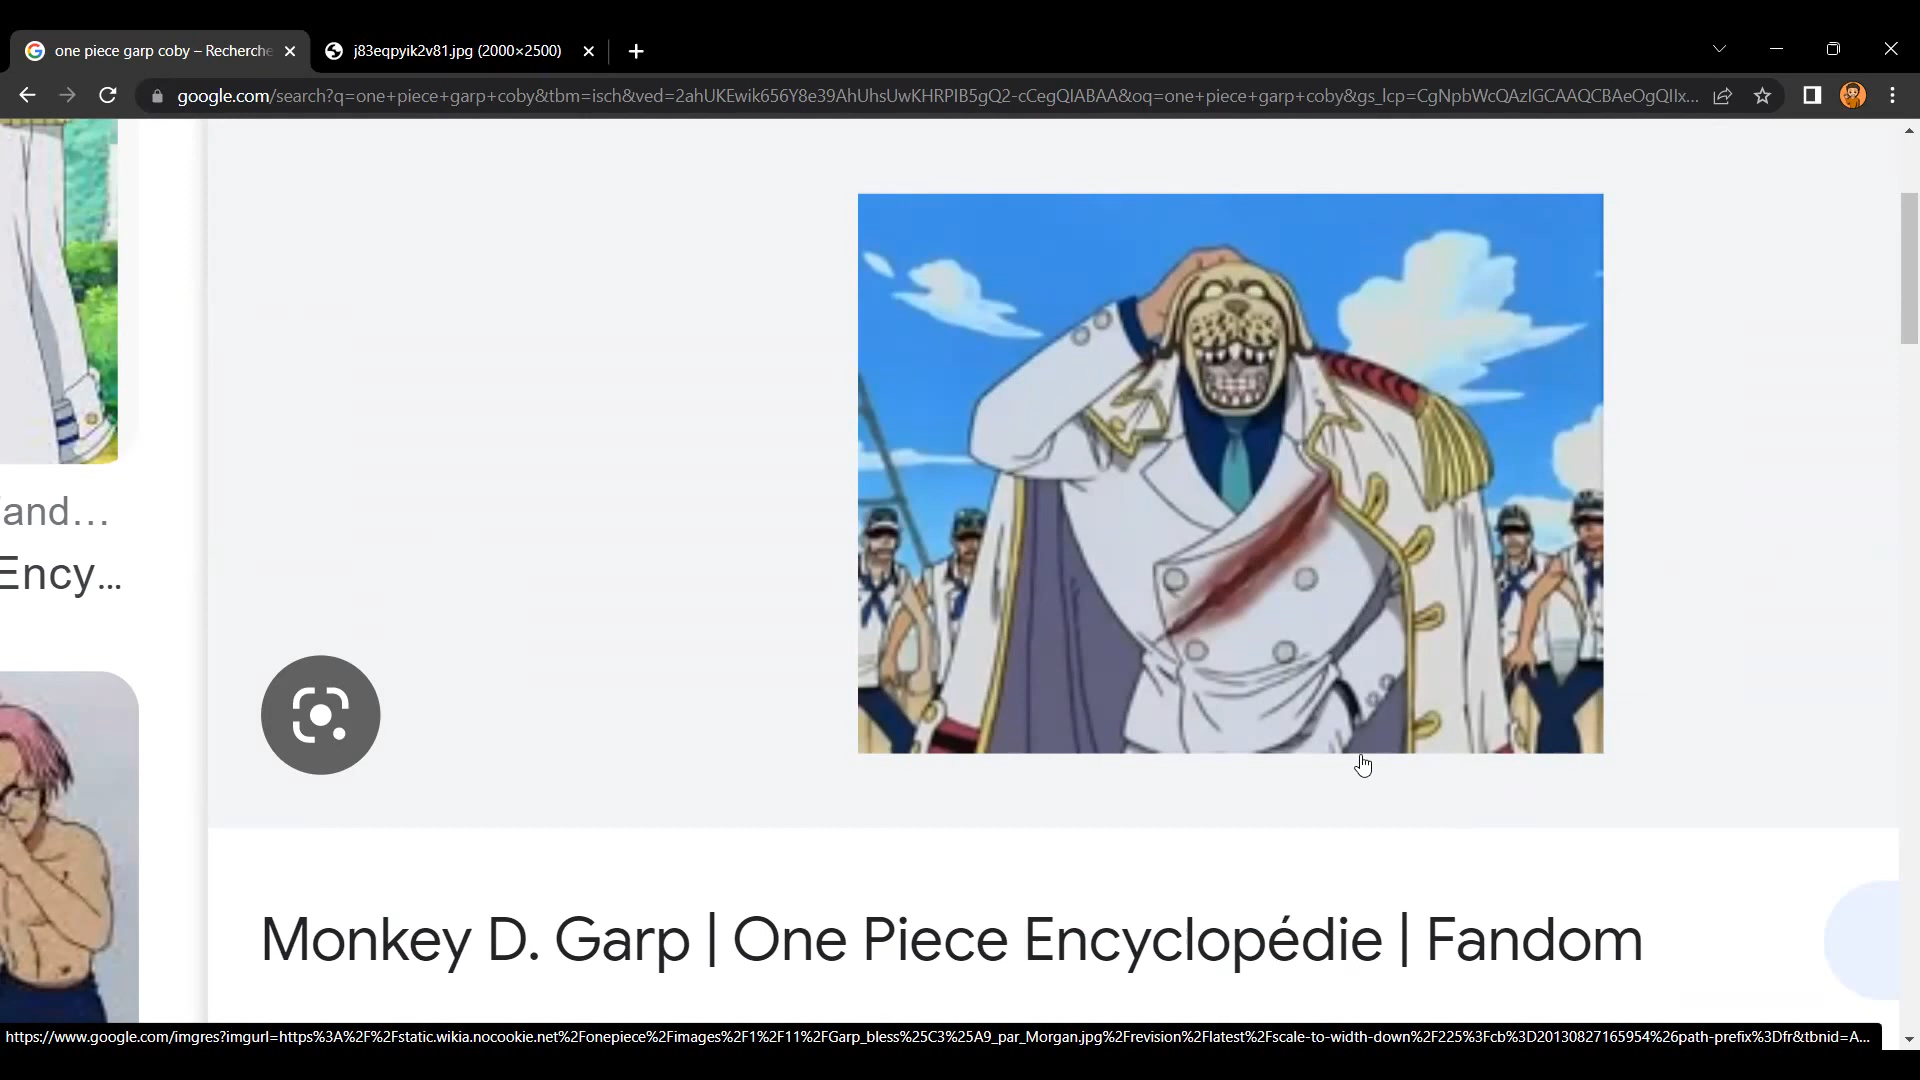 one piece garp coby – Recherche
j83eqpyik2v81.jpg (2000×2500)
google.com/search?q=one+piece+garp+coby&tbm=isch&ved=2ahUKEwik656Y8e39AhUhsUwKHRPIB5gQ2-cCegQIABAA&oq=one+piece+garp+coby&gs_lcp=CgNpbWcQAzIGCAAQCBAeOgQIIx...
and...
Ency...
Monkey D. Garp | One Piece Encyclopédie | Fandom
https://www.google.com/imgres?imgurl=https%3A%2F%2Fstatic.wikia.nocookie.net%2Fonepiece%2Fimages%2F1%2F11%2FGarp_bless%25C3%25A9_par_Morgan.jpg%2Frevision%2Flatest%2Fscale-to-width-down%2F225%3Fcb%3D20130827165954%26path-prefix%3Dfr&tbnid=A...